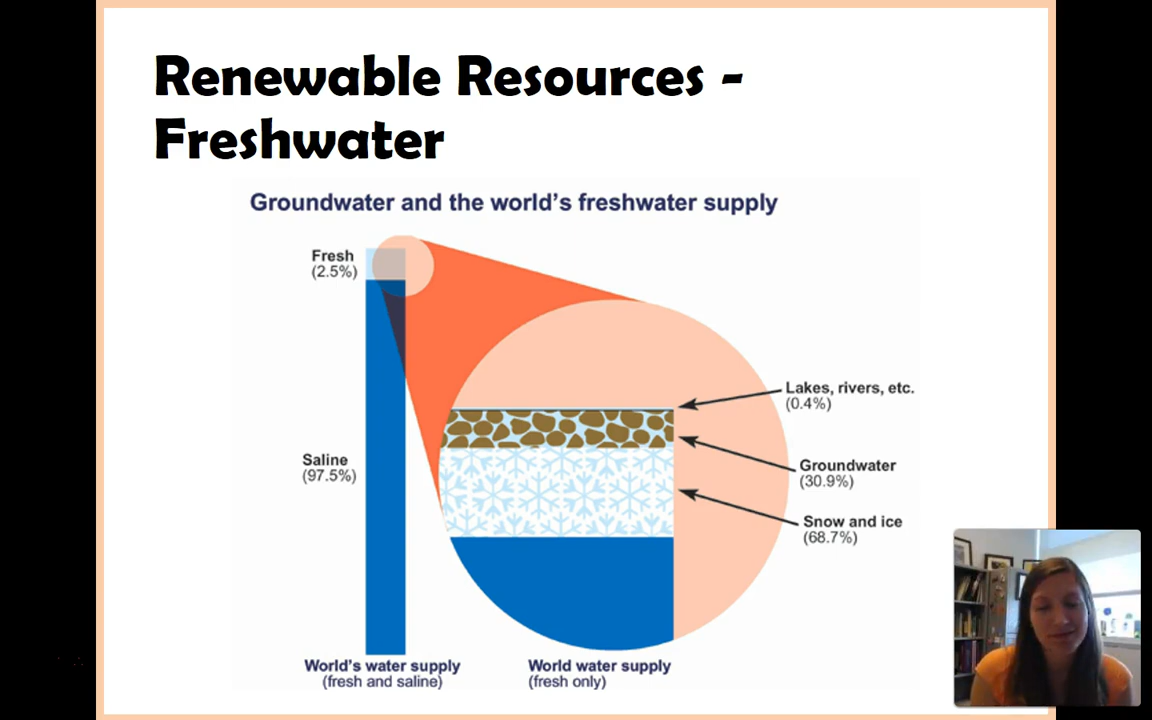 Renewable Resources -
Freshwater
Groundwater and the world's freshwater supply
Fresh
(2.5%)
Lakes, rivers, etc.
(0.4%)
Saline
(97.5%)
Groundwater
(30.9%)
Snow and ice
(68.7%)
World's water supply
(fresh and saline)
World water supply
(fresh only)